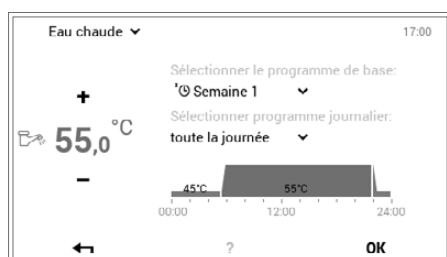 Eau chaude
17:00
Sélectionner le programme de base:
Semaine 1
Sélectionner programme journalier:
toute la journée
+
55,0 °C
–
45°C 55°C
00:00 12:00 24:00
? OK